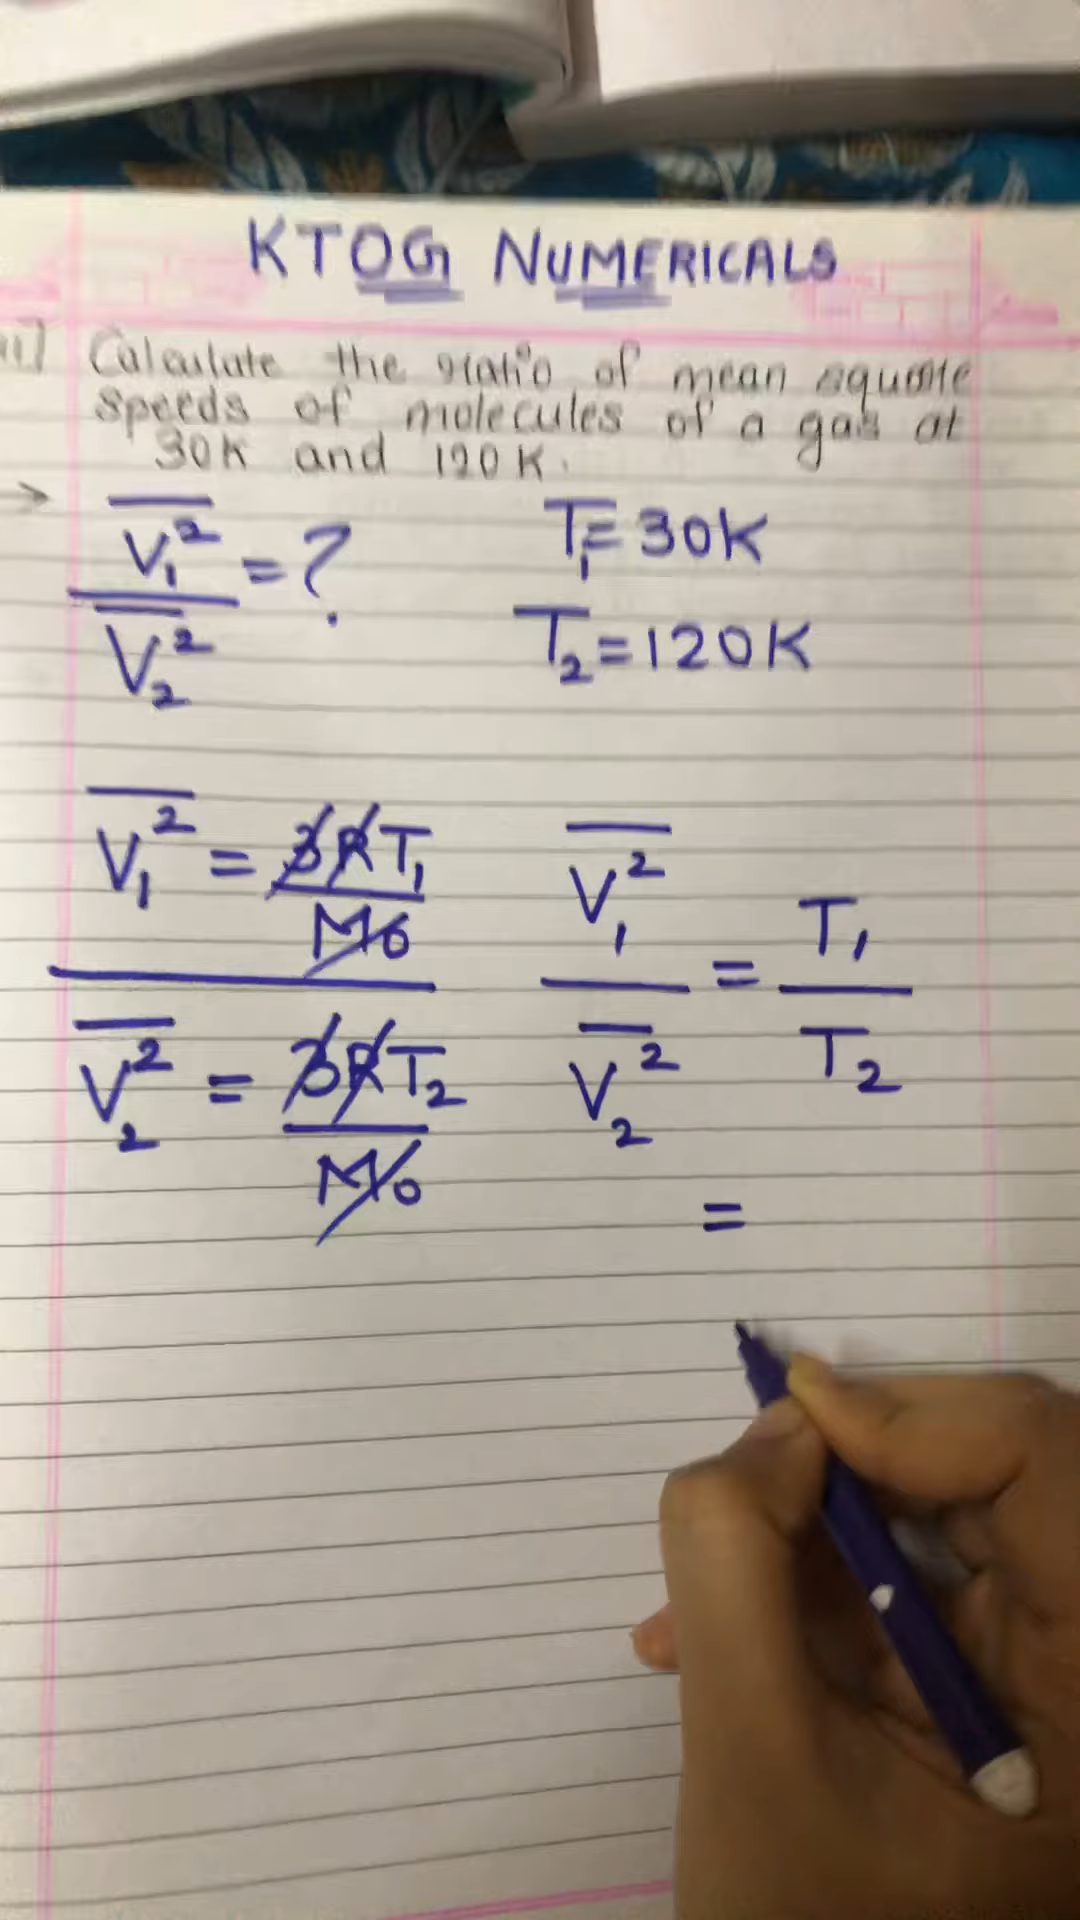 KTOG NUMERICALS
Calculate the ratio of mean square
speeds of molecules of a gas at
30K and 120K.
→ V₁² / V₂² = ?
T₁ = 30K
T₂ = 120K
V₁² = 3RT₁ / M₀
V₂² = 3RT₂ / M₀
V₁² / V₂² = T₁ / T₂
=